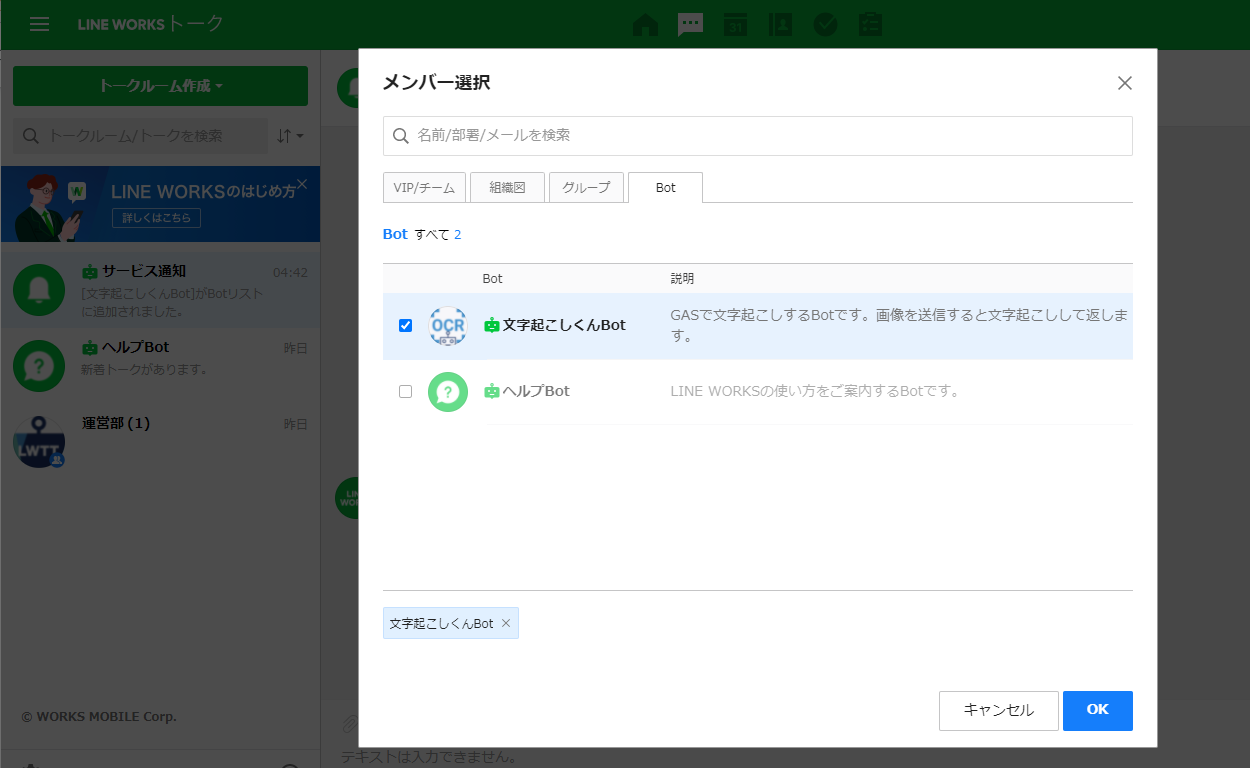 LINE WORKS トーク
31
トークルーム作成
トークルーム/トークを検索
LINE WORKSのはじめ方
詳しくはこちら
W
サービス通知
04:42
[文字起こしくんBot]がBotリスト
に追加されました。
ヘルプBot
昨日
新着トークがあります。
運営部 (1)
昨日
LWTT
© WORKS MOBILE Corp.
メンバー選択
名前/部署/メールを検索
VIP/チーム
組織図
グループ
Bot
Bot すべて 2
Bot
説明
OCR
文字起こしくんBot
GASで文字起こしするBotです。画像を送信すると文字起こしして返しま
す。
?
ヘルプBot
LINE WORKSの使い方をご案内するBotです。
文字起こしくんBot
キャンセル
OK
テキストは入力できません。